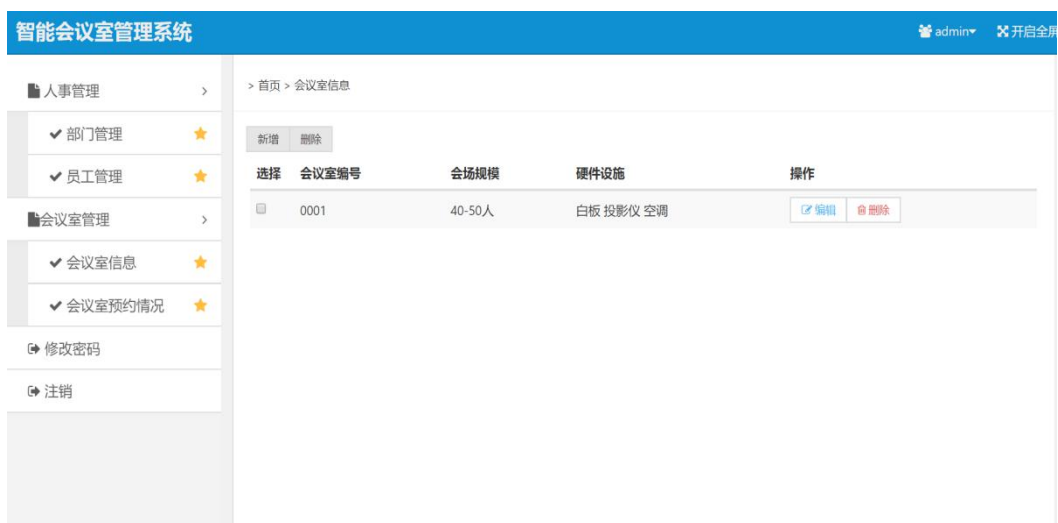 智能会议室管理系统
admin 开启全屏
人事管理
部门管理
员工管理
会议室管理
会议室信息
会议室预约情况
修改密码
注销
> 首页 > 会议室信息
新增 删除
选择 会议室编号 会场规模 硬件设施 操作
0001 40-50人 白板 投影仪 空调 编辑 删除